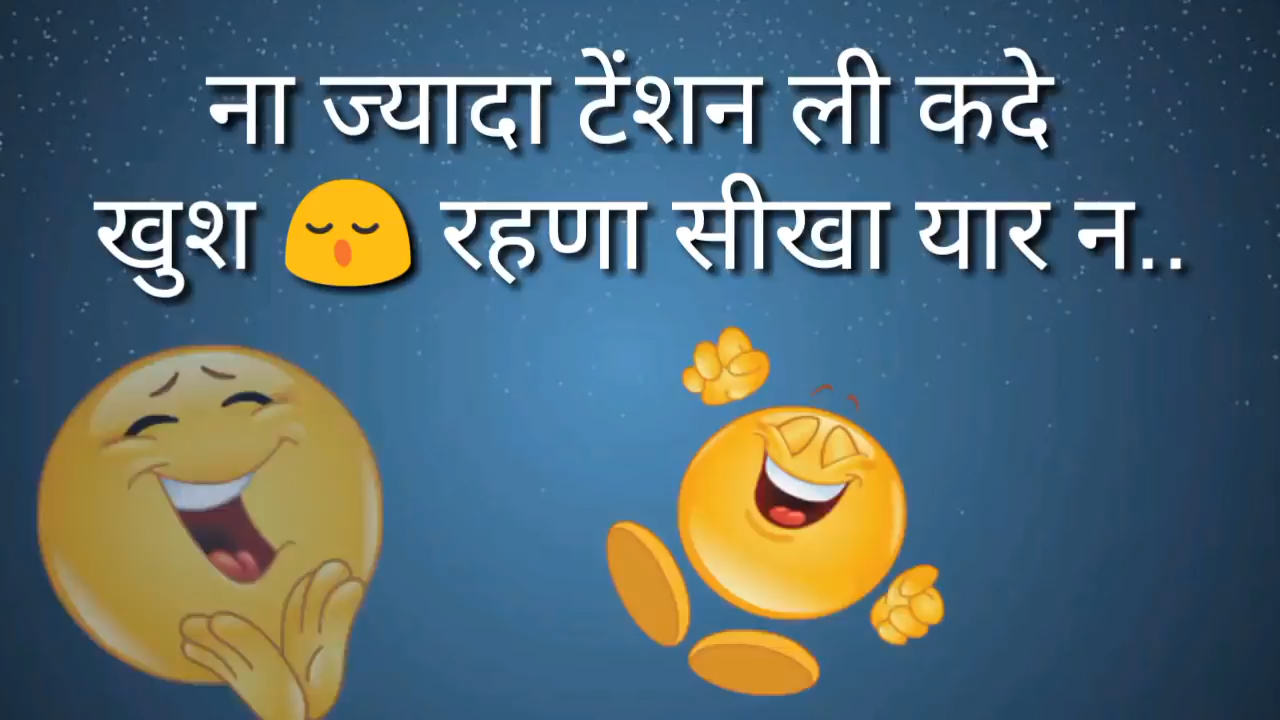 ना ज्यादा टेंशन ली कदे
खुश 😌 रहणा सीखा यार न..